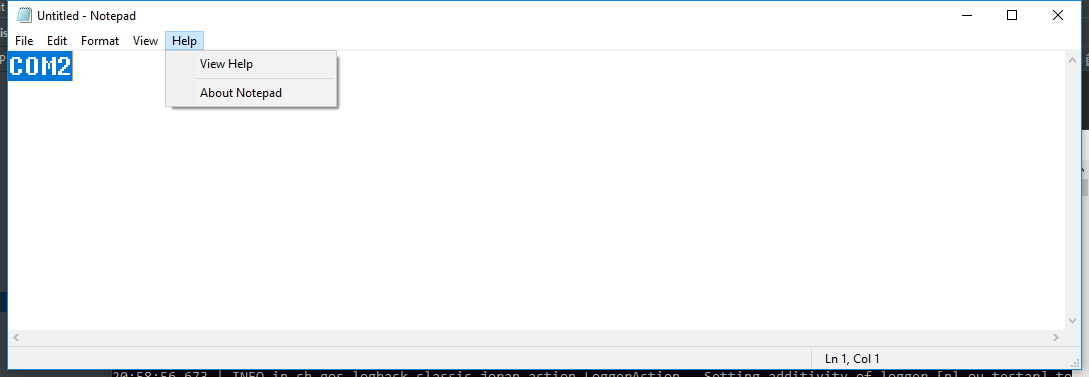 Untitled - Notepad
File Edit Format View Help
COM2
View Help
About Notepad
Ln 1, Col 1
20:58:56.673 | INFO in ch.qos.logback.classic.joran.action.LoggerAction - Setting additivity of logger [nl.ou.testar] to